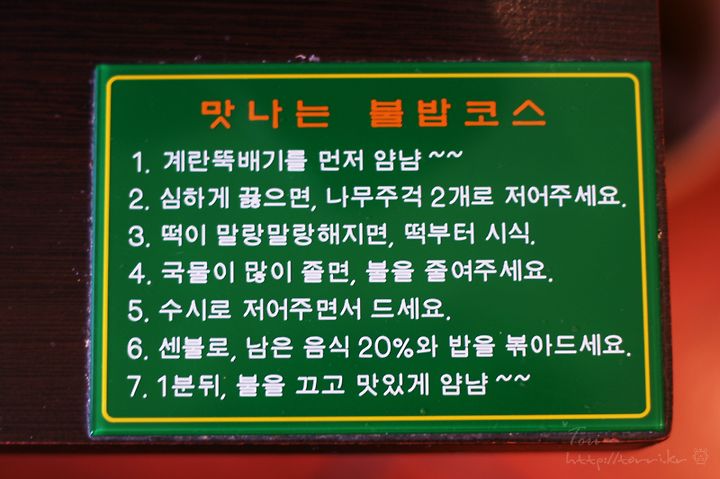 맛나는 불밥코스
1. 계란뚝배기를 먼저 얌냠~~
2. 심하게 끓으면, 나무주걱 2개로 저어주세요.
3. 떡이 말랑말랑해지면, 떡부터 시식.
4. 국물이 많이 졸면, 불을 줄여주세요.
5. 수시로 저어주면서 드세요.
6. 센불로, 남은 음식 20%와 밥을 볶아드세요.
7. 1분뒤, 불을 끄고 맛있게 얌냠~~
Tori